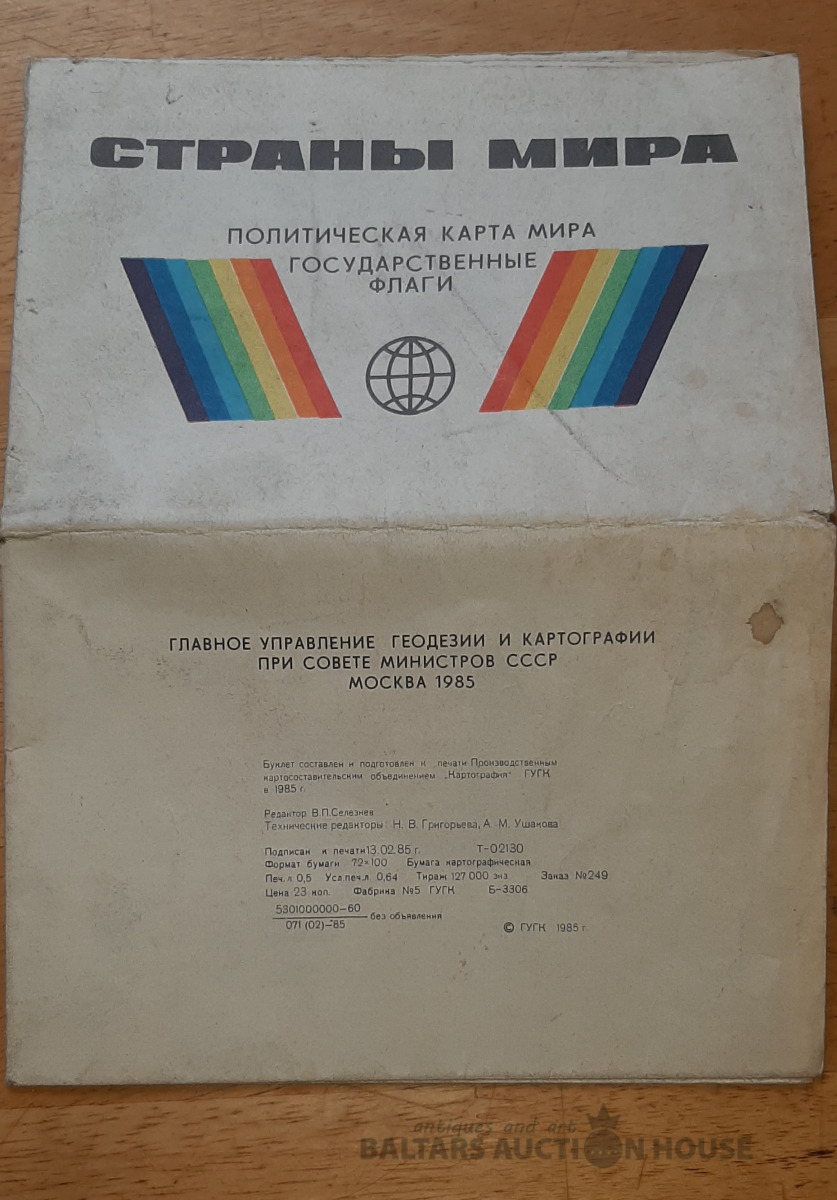 СТРАНЫ МИРА
ПОЛИТИЧЕСКАЯ КАРТА МИРА
ГОСУДАРСТВЕННЫЕ
ФЛАГИ
ГЛАВНОЕ УПРАВЛЕНИЕ ГЕОДЕЗИИ И КАРТОГРАФИИ
ПРИ СОВЕТЕ МИНИСТРОВ СССР
МОСКВА 1985
Буклет составлен и подготовлен к печати Производственным
картосоставительским объединением „Картография" ГУГК
в 1985 г.
Редактор В.П.Селезнев
Технические редакторы: Н. В. Григорьева, А. М. Ушакова
Подписан к печати 13.02.85 г. Т-02130
Формат бумаги 72×100 Бумага картографическая
Печ.л 0,5 Усл.печ.л 0,64 Тираж 127 000 экз Заказ №249
Цена 23 коп. Фабрика №5 ГУГК Б-3306
5301000000-60
без объявления
071 (02)-85
© ГУГК 1985 г
antiques and art
BALTARS AUCTION HOUSE